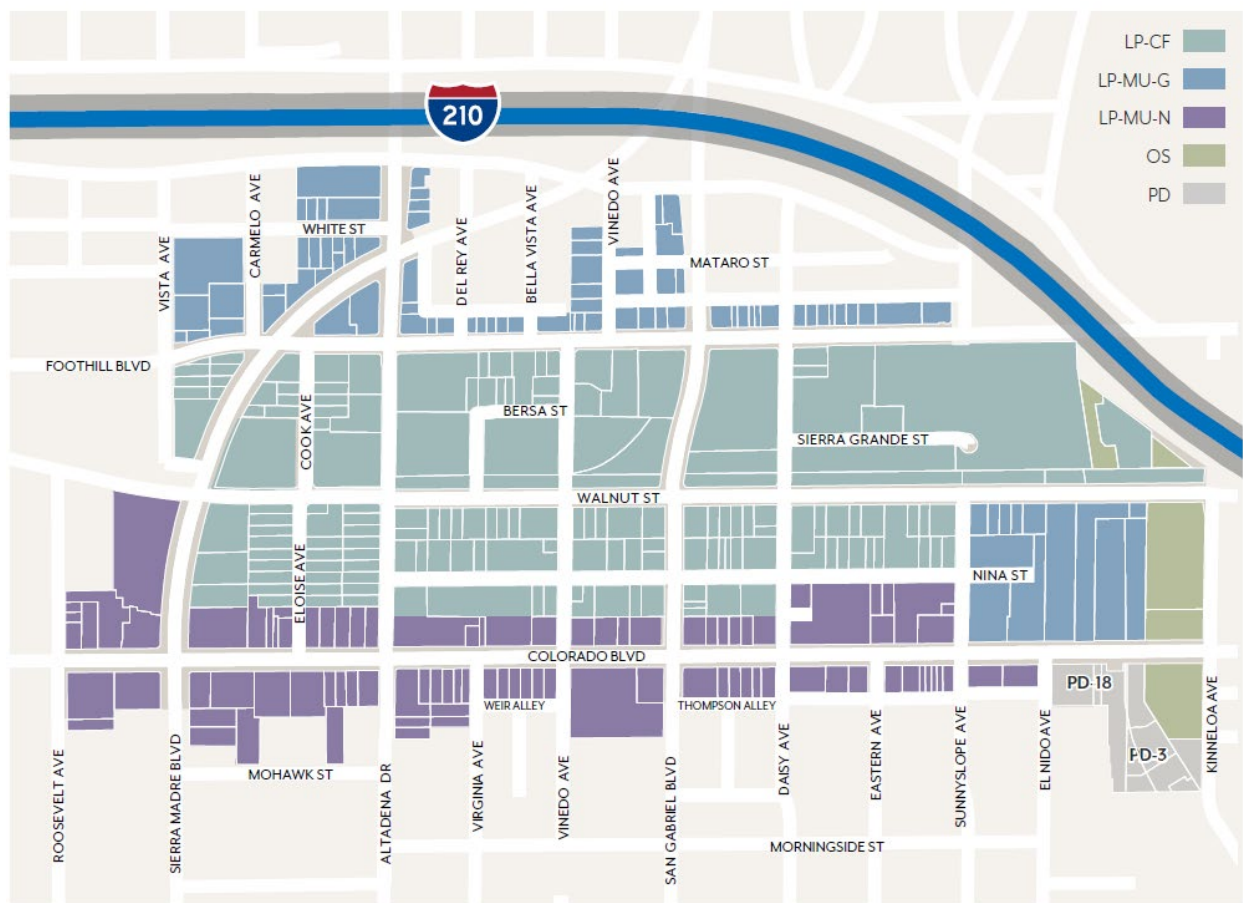 LP-CF
LP-MU-G
LP-MU-N
OS
PD
210
VISTA AVE
CARMELO AVE
WHITE ST
DEL REY AVE
BELLA VISTA AVE
VINEDO AVE
MATARO ST
FOOTHILL BLVD
COOK AVE
BERSA ST
SIERRA GRANDE ST
WALNUT ST
ELOISE AVE
NINA ST
COLORADO BLVD
WEIR ALLEY
THOMPSON ALLEY
PD-18
PD-3
MOHAWK ST
ROOSEVELT AVE
SIERRA MADRE BLVD
ALTADENA DR
VIRGINIA AVE
VINEDO AVE
SAN GABRIEL BLVD
DAISY AVE
EASTERN AVE
SUNNYSLOPE AVE
EL NIDO AVE
KINNELOA AVE
MORNINGSIDE ST